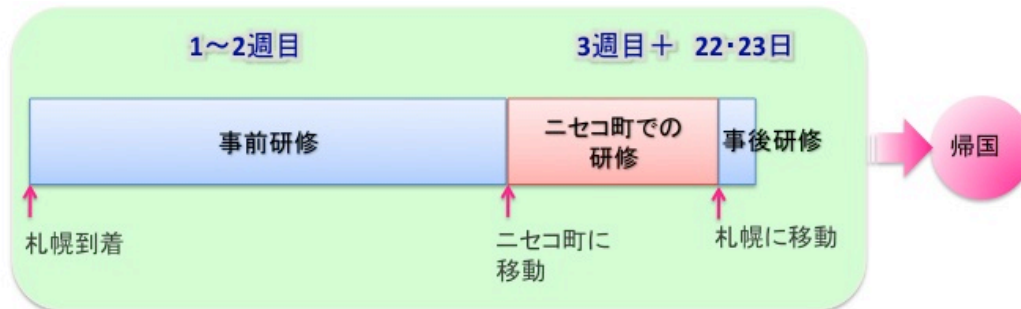 1～2週目
3週目＋ 22・23日
事前研修
ニセコ町での
研修
事後研修
帰国
札幌到着
ニセコ町に
移動
札幌に移動